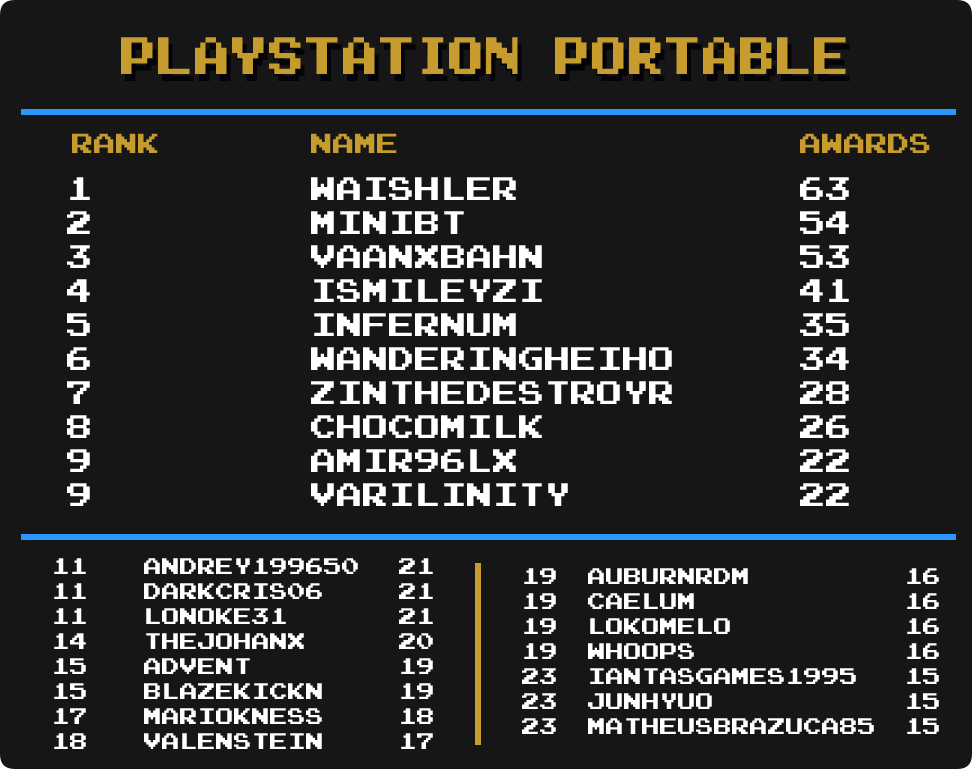 PLAYSTATION PORTABLE
RANK NAME AWARDS
1 WAISHLER 63
2 MINIBT 54
3 VAANXBAHN 53
4 ISMILEYZI 41
5 INFERNUM 35
6 WANDERINGHEIHO 34
7 ZINTHEDESTROYR 28
8 CHOCOMILK 26
9 AMIR96LX 22
9 VARILINITY 22
11 ANDREY199650 21
11 DARKCRIS06 21
11 LONOKE31 21
14 THEJOHANX 20
15 ADVENT 19
15 BLAZEKICKN 19
17 MARIOKNESS 18
18 VALENSTEIN 17
19 AUBURNRDM 16
19 CAELUM 16
19 LOKOMELO 16
19 WHOOPS 16
23 IANTASGAMES1995 15
23 JUNHYUO 15
23 MATHEUSBRAZUCA85 15